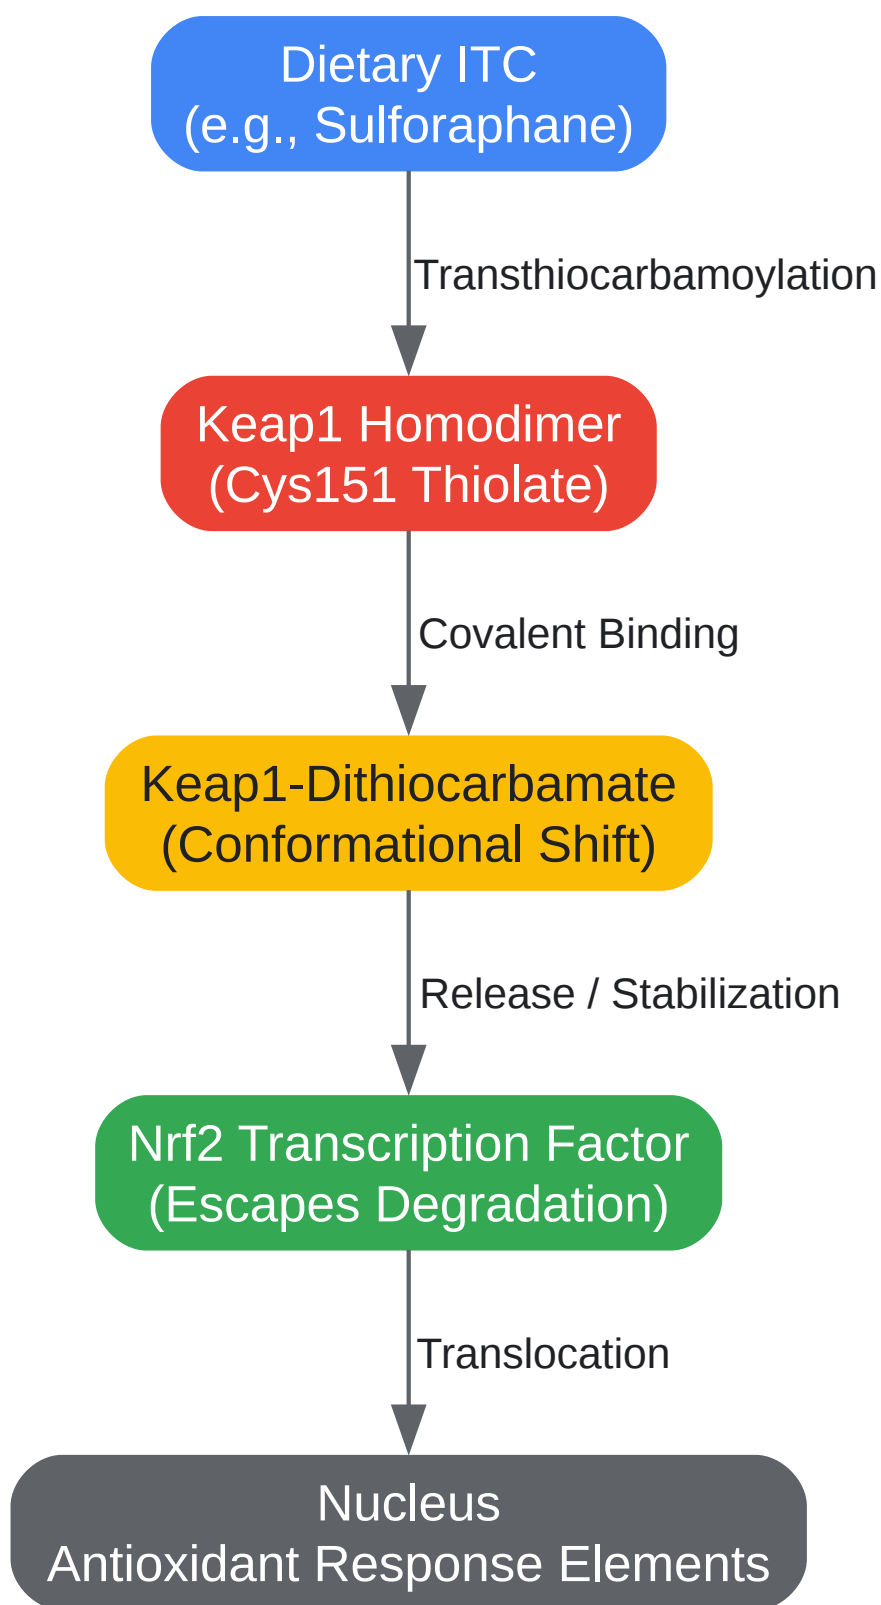 Dietary ITC
(e.g., Sulforaphane)
Transthiocarbamoylation
Keap1 Homodimer
(Cys151 Thiolate)
Covalent Binding
Keap1-Dithiocarbamate
(Conformational Shift)
Release / Stabilization
Nrf2 Transcription Factor
(Escapes Degradation)
Translocation
Nucleus
Antioxidant Response Elements